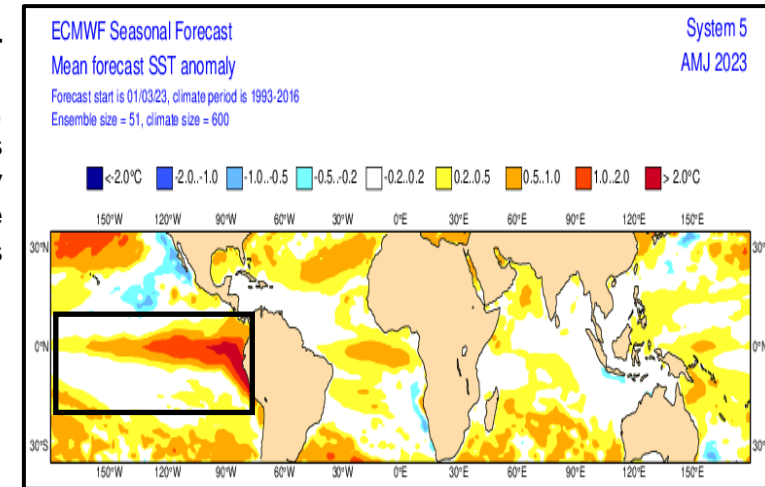 ECMWF Seasonal Forecast
System 5
Mean forecast SST anomaly
AMJ 2023
Forecast start is 01/03/23, climate period is 1993-2016
Ensemble size = 51, climate size = 600
<-2.0°C -2.0..-1.0 -1.0..-0.5 -0.5..-0.2 -0.2..0.2 0.2..0.5 0.5..1.0 1.0..2.0 > 2.0°C
150°W 120°W 90°W 60°W 30°W 0°E 30°E 60°E 90°E 120°E 150°E
30°N
0°N 0°N
30°S
150°W 120°W 90°W 60°W 30°W 0°E 30°E 60°E 90°E 120°E 150°E